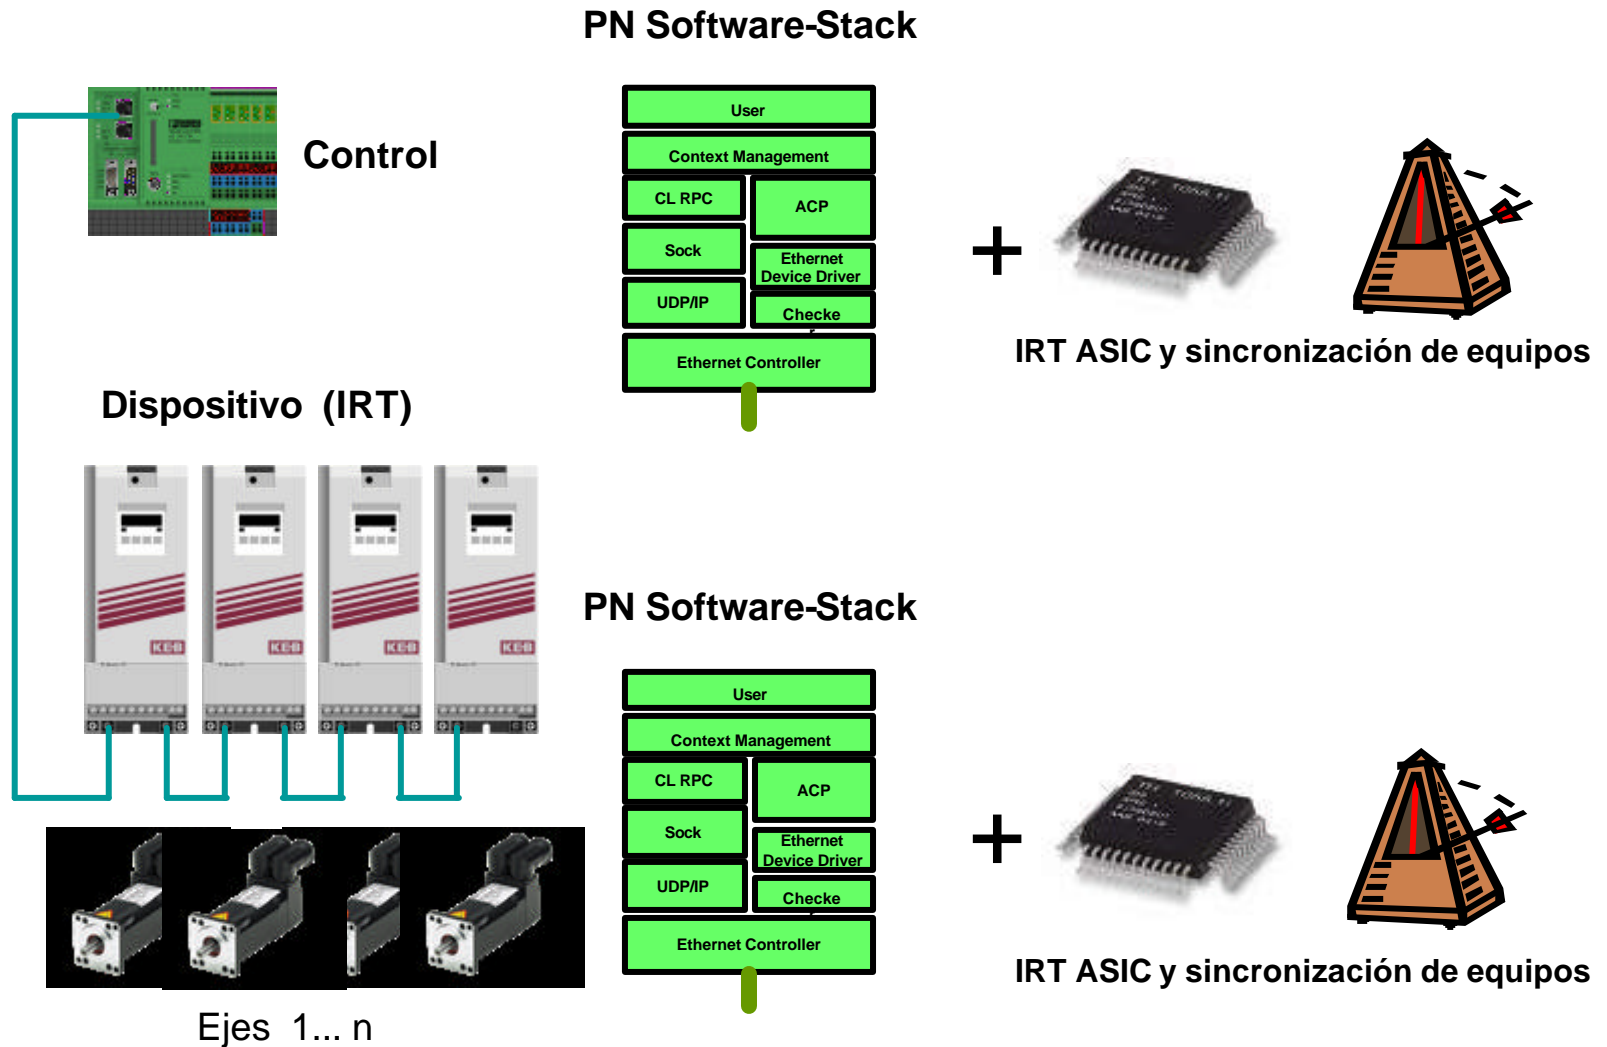 PN Software-Stack
Control
User
Context Management
CL RPC
ACP
Sock
Ethernet
Device Driver
UDP/IP
Checke
r
Ethernet Controller
+
IRT ASIC y sincronización de equipos
Dispositivo (IRT)
KEB
KEB
KEB
KEB
PN Software-Stack
User
Context Management
CL RPC
ACP
Sock
Ethernet
Device Driver
UDP/IP
Checke
Ethernet Controller
+
IRT ASIC y sincronización de equipos
Ejes 1... n